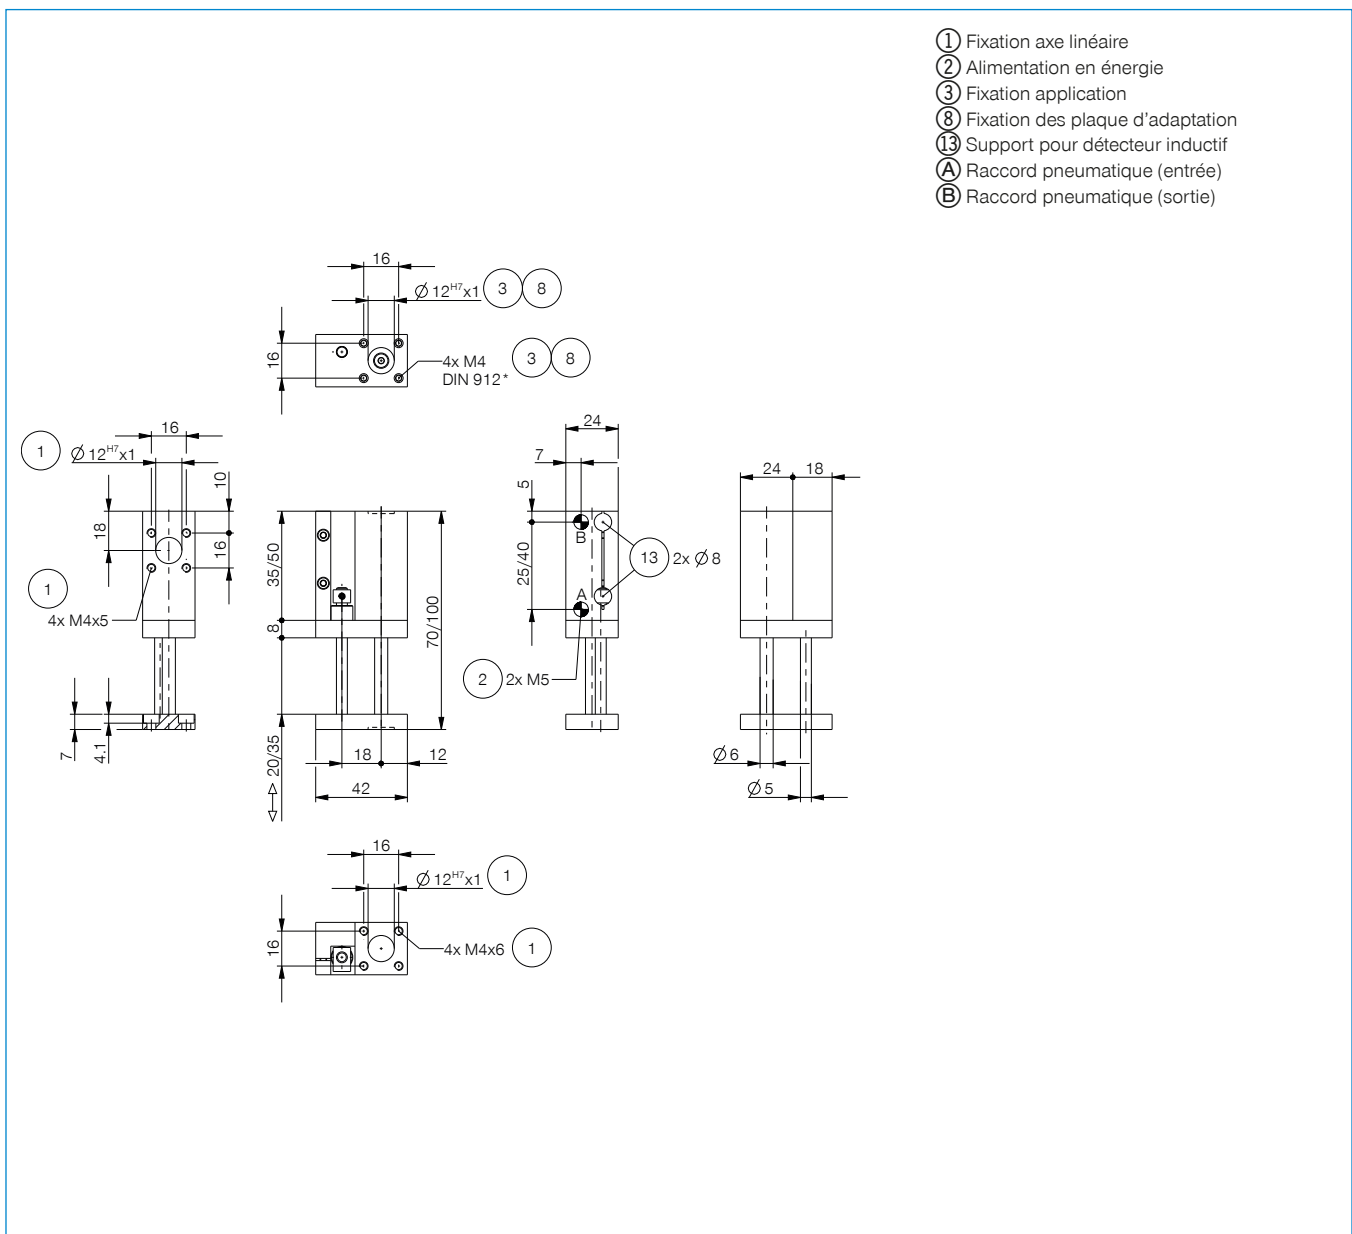 ① Fixation axe linéaire
② Alimentation en énergie
③ Fixation application
⑧ Fixation des plaque d'adaptation
⑬ Support pour détecteur inductif
Ⓐ Raccord pneumatique (entrée)
Ⓑ Raccord pneumatique (sortie)
16
Ø 12H7x1 3 8
16
4x M4 3 8
DIN 912*
1 16
Ø 12H7x1
10
18
16
1
4x M4x5
7
4.1
35/50
8
70/100
20/35
18 12
42
24
7
5
25/40
B
A
13 2x Ø 8
2 2x M5
24 18
Ø 6
Ø 5
16
Ø 12H7x1 1
16
4x M4x6 1